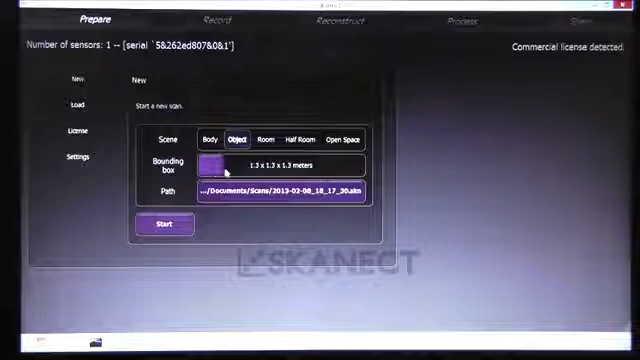 Prepare Record Reconstruct Process Share
Number of sensors: 1 -- [serial `5&262ed807&0&1`]
Commercial license detected.
New
Load
License
Settings
New
Start a new scan.
Scene Body Object Room Half Room Open Space
Bounding box 1.3 x 1.3 x 1.3 meters
Path .../Documents/Scans/2013-02-08_18_17_30.skn
Start
SKANECT